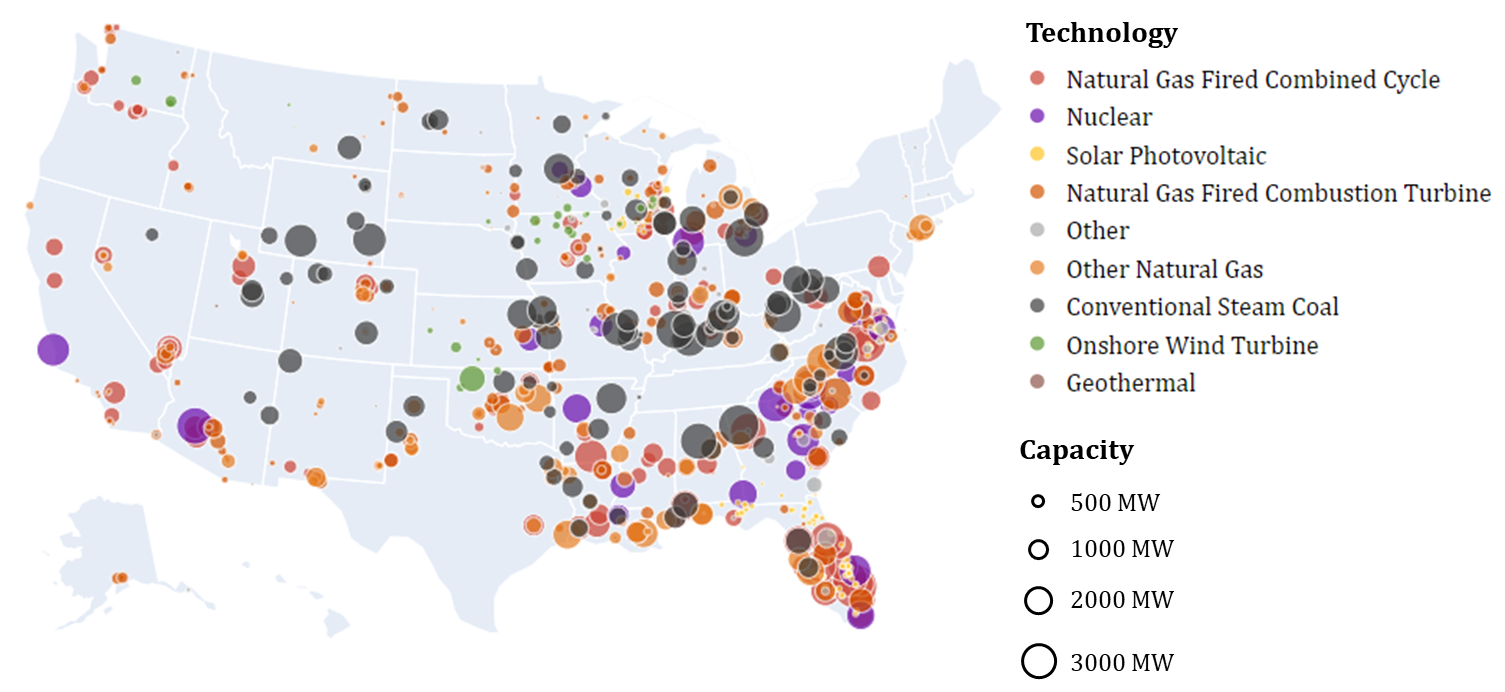 Technology
Natural Gas Fired Combined Cycle
Nuclear
Solar Photovoltaic
Natural Gas Fired Combustion Turbine
Other
Other Natural Gas
Conventional Steam Coal
Onshore Wind Turbine
Geothermal
Capacity
500 MW
1000 MW
2000 MW
3000 MW